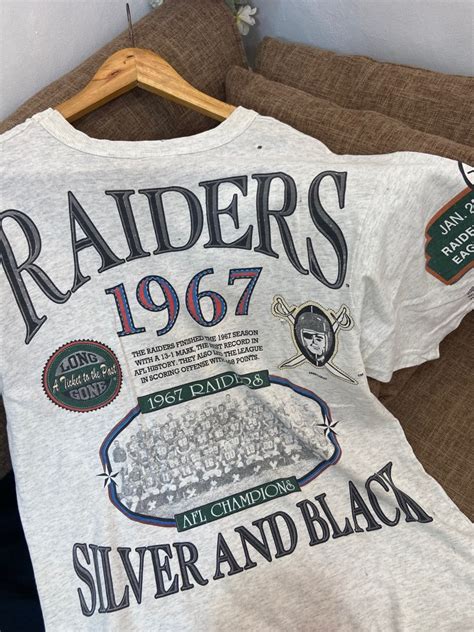 RAIDERS
1967
THE RAIDERS FINISHED THE 1967 SEASON
WITH A 13-1 MARK, THE BEST RECORD IN
AFL HISTORY. THEY ALSO LED THE LEAGUE
IN SCORING OFFENSE WITH 468 POINTS.
LONG
A Ticket to the Past
GONE
1967 RAIDERS
AFL CHAMPIONS
SILVER AND BLACK
JAN. 2
RAIDE
EAG